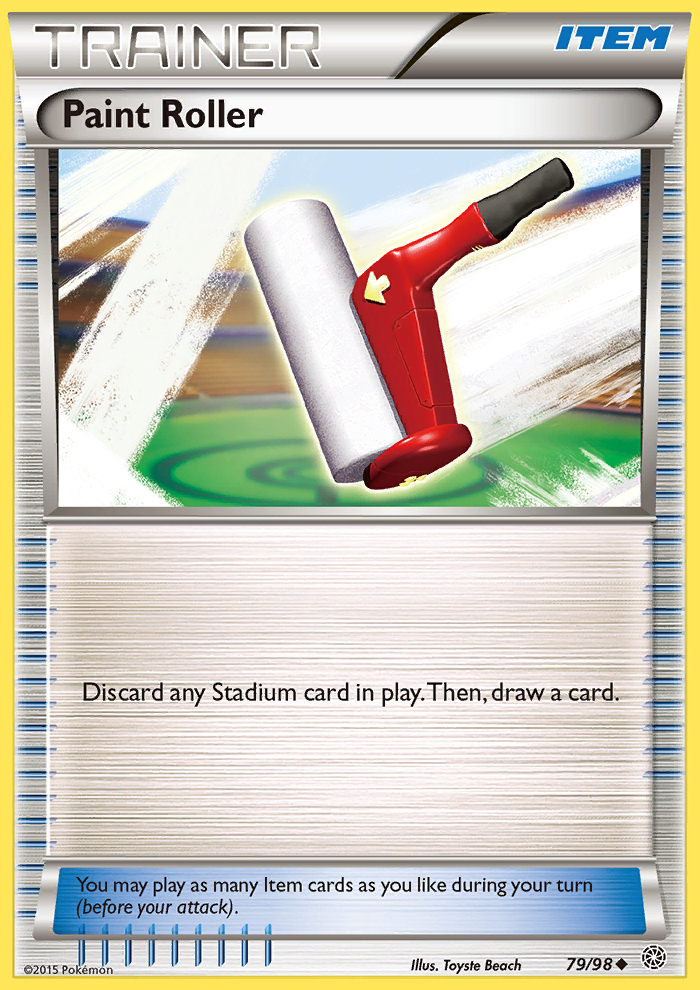 TRAINER
ITEM
Paint Roller
Discard any Stadium card in play. Then, draw a card.
You may play as many Item cards as you like during your turn
(before your attack).
©2015 Pokémon
Illus. Toyste Beach
79/98